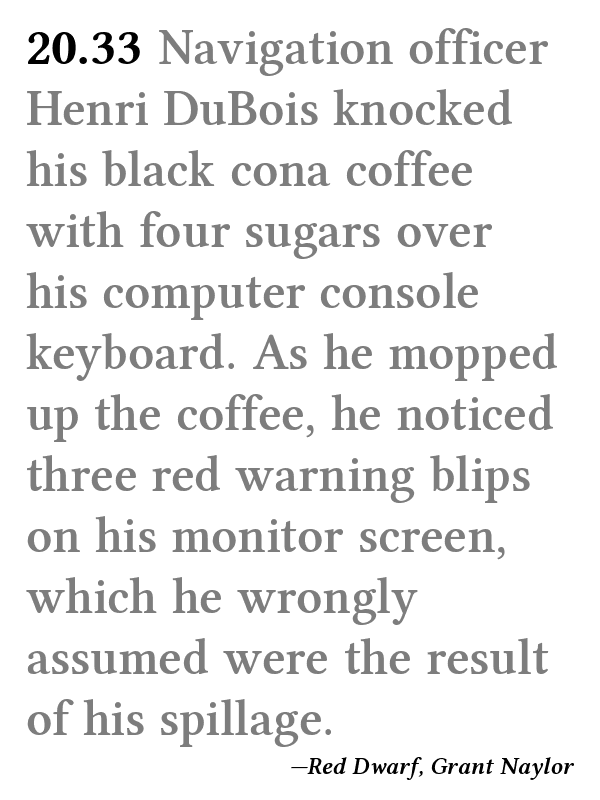 20.33 Navigation officer
Henri DuBois knocked
his black cona coffee
with four sugars over
his computer console
keyboard. As he mopped
up the coffee, he noticed
three red warning blips
on his monitor screen,
which he wrongly
assumed were the result
of his spillage.
—Red Dwarf, Grant Naylor